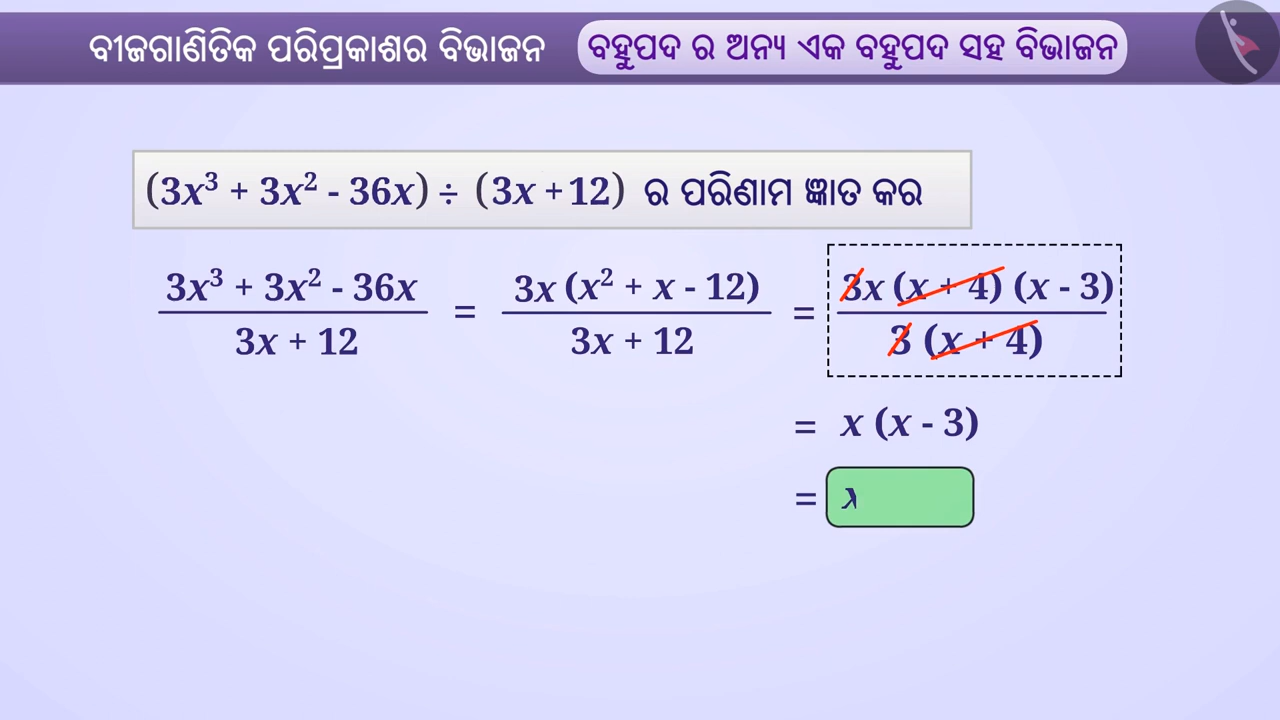 ବୀଜଗାଣିତିକ ପରିପ୍ରକାଶର ବିଭାଜନ ବହୁପଦ ର ଅନ୍ୟ ଏକ ବହୁପଦ ସହ ବିଭାଜନ
(3x³ + 3x² - 36x) ÷ (3x + 12) ର ପରିଣାମ ଜ୍ଞାତ କର
3x³ + 3x² - 36x / 3x + 12 = 3x (x² + x - 12) / 3x + 12 = 3x (x + 4) (x - 3) / 3 (x + 4)
= x (x - 3)
= x